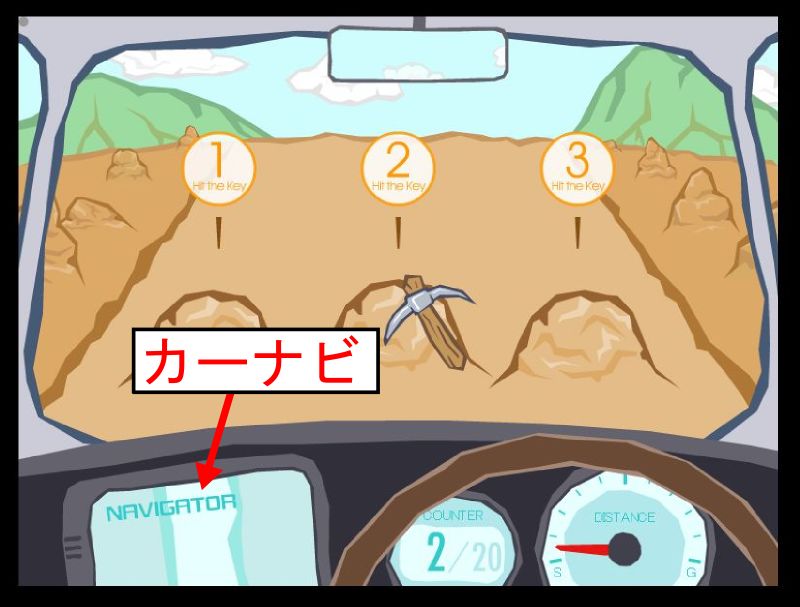 1
Hit the Key
2
Hit the Key
3
Hit the Key
カーナビ
NAVIGATOR
COUNTER
2/20
DISTANCE
S
G